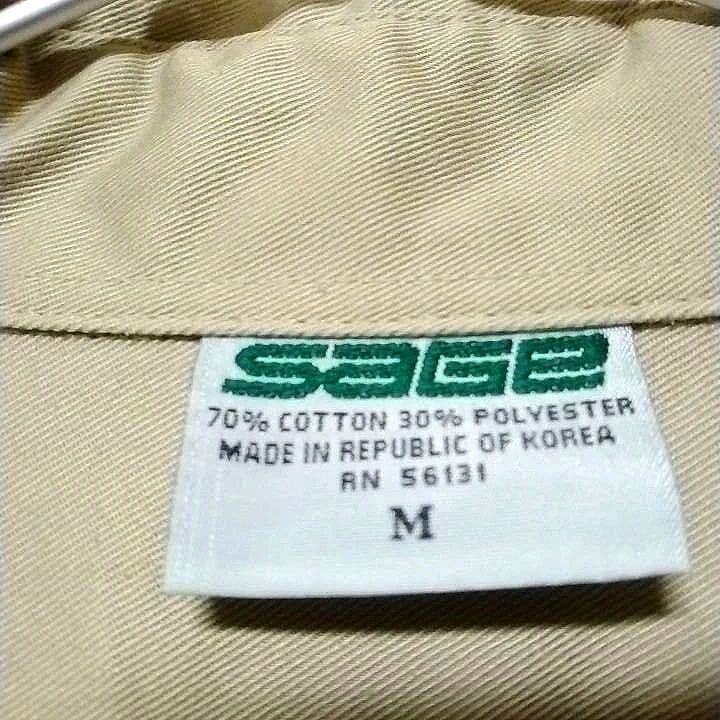 SAGE
70% COTTON 30% POLYESTER
MADE IN REPUBLIC OF KOREA
RN 56131
M